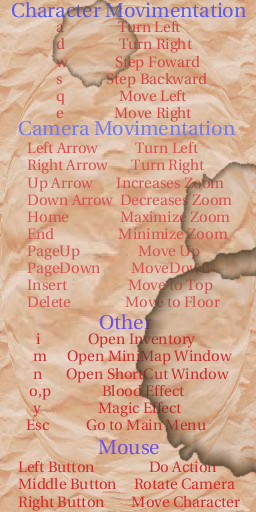 Character Movimentation
a Turn Left
d Turn Right
w Step Foward
s Step Backward
q Move Left
e Move Right
Camera Movimentation
Left Arrow Turn Left
Right Arrow Turn Right
Up Arrow Increases Zoom
Down Arrow Decreases Zoom
Home Maximize Zoom
End Minimize Zoom
PageUp Move Up
PageDown MoveDown
Insert Move to Top
Delete Move to Floor
Other
i Open Inventory
m Open MiniMap Window
n Open ShortCut Window
o,p Blood Effect
y Magic Effect
Esc Go to Main Menu
Mouse
Left Button Do Action
Middle Button Rotate Camera
Right Button Move Character